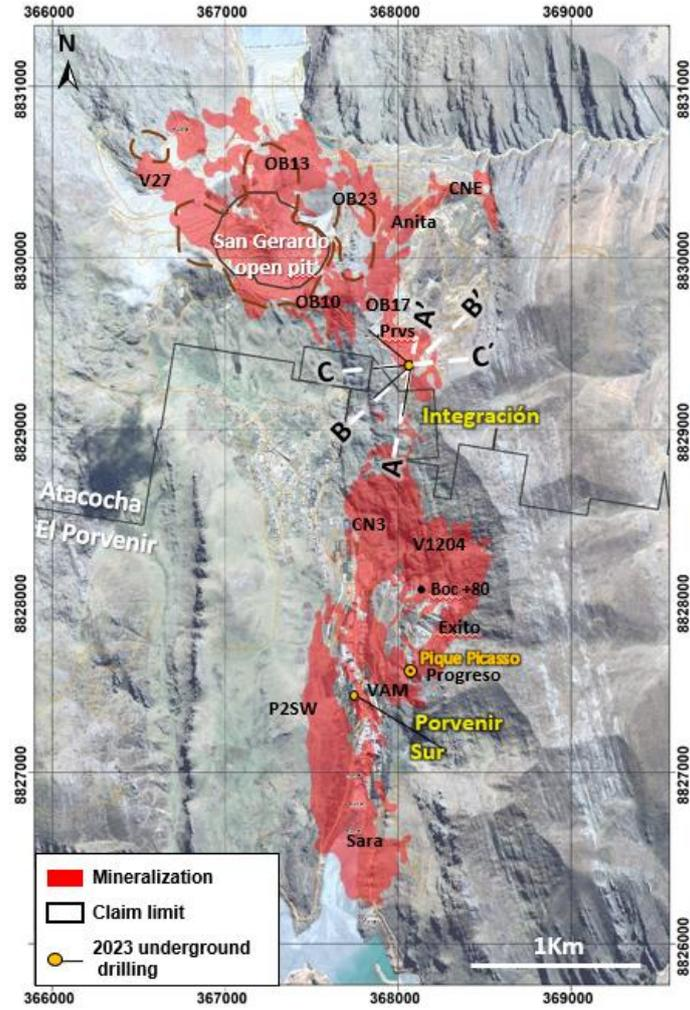 366000
367000
368000
369000
N
8831000
8831000
OB13
V27
CNE
OB23
Anita
San Gerardo
open pit
8830000
8830000
OB10
OB17
Prvs
A'
B'
C
C´
B
A
Integración
8829000
8829000
Atacocha
El Porvenir
CN3
V1204
Boc +80
8828000
8828000
Exito
Pique Picasso
Progreso
VAM
P2SW
Porvenir
Sur
8827000
8827000
Sara
Mineralization
Claim limit
2023 underground
drilling
1Km
8826000
366000
367000
368000
369000